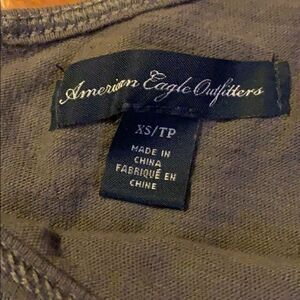 American Eagle Outfitters
XS/TP
MADE IN
CHINA
FABRIQUÉ EN
CHINE